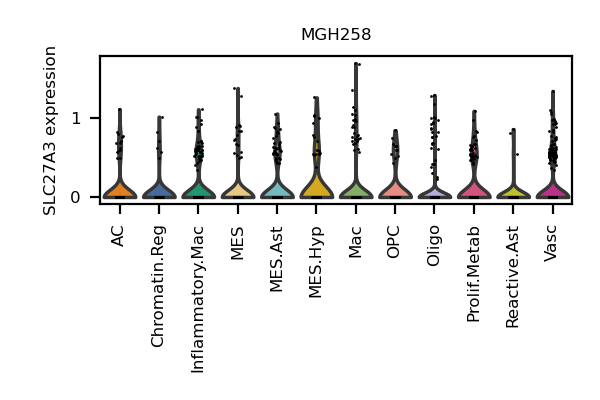 MGH258
SLC27A3 expression
1
0
AC
Chromatin.Reg
Inflammatory.Mac
MES
MES.Ast
MES.Hyp
Mac
OPC
Oligo
Prolif.Metab
Reactive.Ast
Vasc